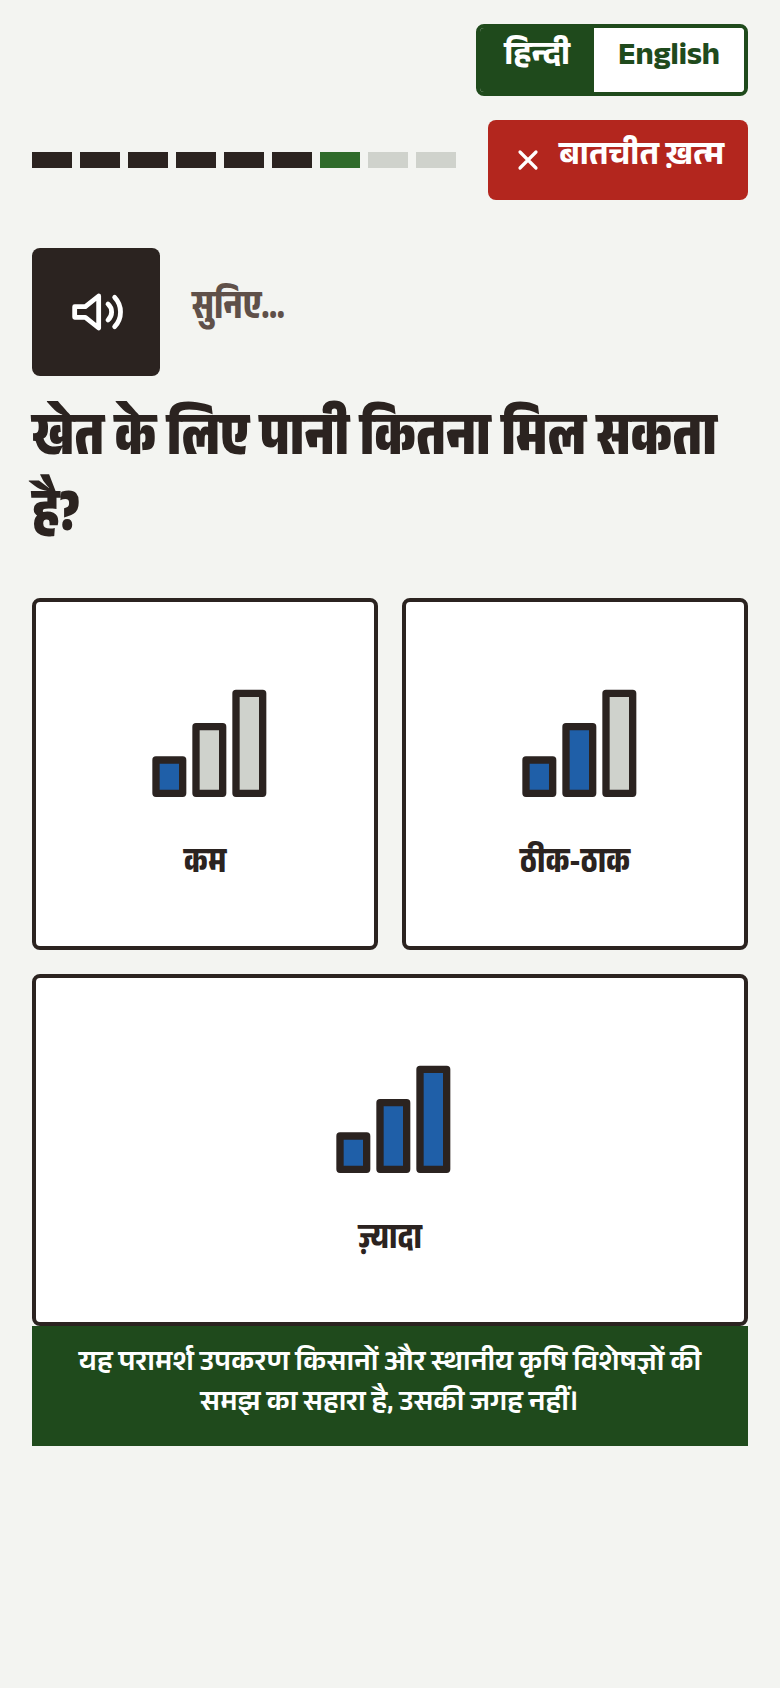 हिन्दी English
बातचीत ख़त्म
सुनिए...
खेत के लिए पानी कितना मिल सकता
है?
कम
ठीक-ठाक
ज़्यादा
यह परामर्श उपकरण किसानों और स्थानीय कृषि विशेषज्ञों की
समझ का सहारा है, उसकी जगह नहीं।